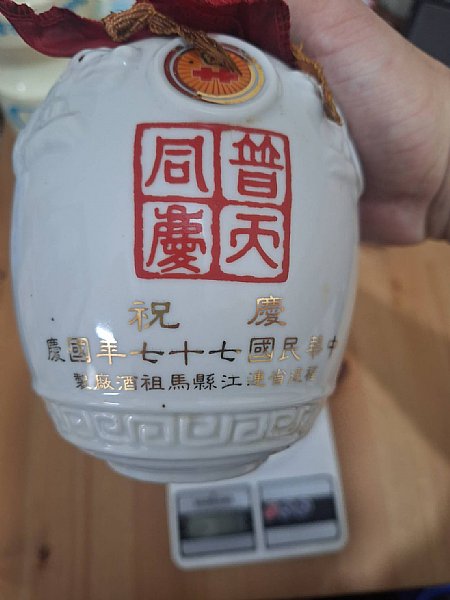 普天
同慶
慶祝
中華民國七十七年國慶
福建省連江縣馬祖酒廠製